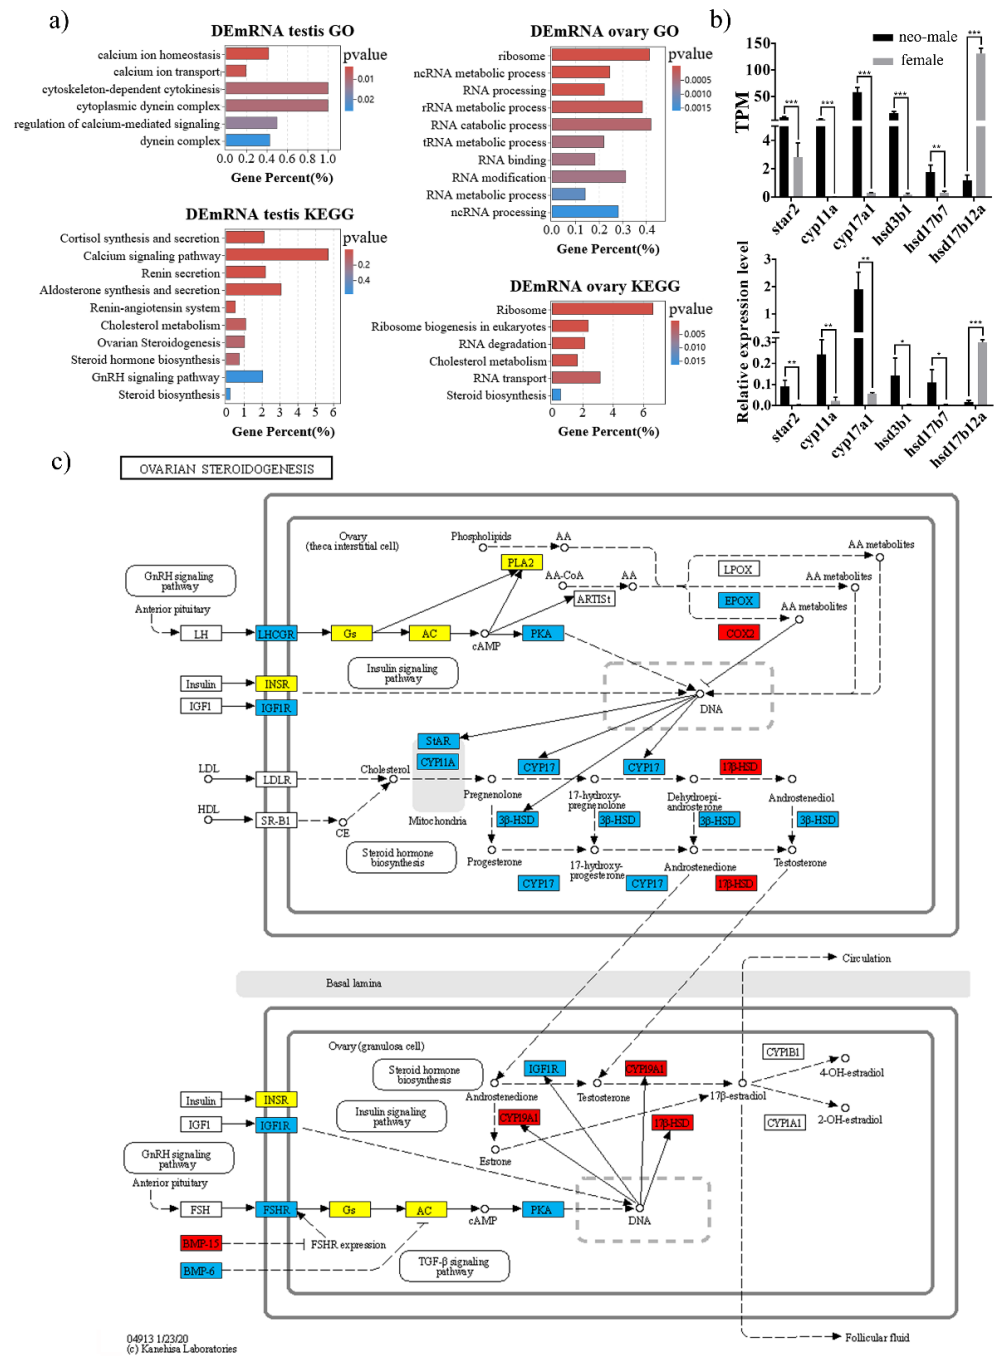 a)
DEmRNA testis GO
calcium ion homeostasis
calcium ion transport
cytoskeleton-dependent cytokinesis
cytoplasmic dynein complex
regulation of calcium-mediated signaling
dynein complex
0.0 0.2 0.4 0.6 0.8 1.0
Gene Percent(%)
pvalue
0.01
0.02
DEmRNA ovary GO
ribosome
ncRNA metabolic process
RNA processing
rRNA metabolic process
RNA catabolic process
tRNA metabolic process
RNA binding
RNA modification
RNA metabolic process
ncRNA processing
0.0 0.1 0.2 0.3 0.4
Gene Percent(%)
pvalue
0.0005
0.0010
0.0015
DEmRNA testis KEGG
Cortisol synthesis and secretion
Calcium signaling pathway
Renin secretion
Aldosterone synthesis and secretion
Renin-angiotensin system
Cholesterol metabolism
Ovarian Steroidogenesis
Steroid hormone biosynthesis
GnRH signaling pathway
Steroid biosynthesis
0 1 2 3 4 5 6
Gene Percent(%)
pvalue
0.2
0.4
DEmRNA ovary KEGG
Ribosome
Ribosome biogenesis in eukaryotes
RNA degradation
Cholesterol metabolism
RNA transport
Steroid biosynthesis
0 2 4 6
Gene Percent(%)
pvalue
0.005
0.010
0.015
b)
neo-male
female
TPM
150
100
50
6
4
2
0
*** *** *** *** ** ***
star2 cyp11a cyp17a1 hsd3b1 hsd17b7 hsd17b12a
Relative expression level
3
2
1
0.3
0.2
0.1
0.0
** ** ** * * ***
star2 cyp11a cyp17a1 hsd3b1 hsd17b7 hsd17b12a
c)
OVARIAN STEROIDOGENESIS
Ovary
(theca interstitial cell)
Phospholipids AA
AA metabolites
PLA2
LPOX
GnRH signaling
pathway
AA-CoA AA
AA metabolites
ARTISt
EPOX
Anterior pituitary
AA metabolites
LH LHCGR Gs AC cAMP PKA COX2
Insulin signaling
pathway
Insulin INSR
IGF1 IGF1R
DNA
StAR
CYP11A
LDL LDLR Cholesterol CYP17 CYP17 17β-HSD
Pregnenolone
17-hydroxy-
pregnenolone
Dehydroepi-
androsterone
Androstenediol
HDL SR-B1 CE Mitochondria 3β-HSD 3β-HSD 3β-HSD 3β-HSD
Steroid hormone
biosynthesis
Progesterone
17-hydroxy-
progesterone
Androstenedione
Testosterone
CYP17 CYP17 17β-HSD
Circulation
Basal lamina
Ovary (granulosa cell)
Steroid hormone
biosynthesis
IGF1R CYP19A1 CYP1B1
4-OH-estradiol
Androstenedione Testosterone 17β-estradiol
Insulin INSR
Insulin signaling
pathway
CYP19A1 17β-HSD CYP1A1
2-OH-estradiol
IGF1 IGF1R
Estrone
GnRH signaling
pathway
Anterior pituitary
FSH FSHR Gs AC cAMP PKA DNA
BMP-15 FSHR expression
BMP-6
TGF-β signaling
pathway
Follicular fluid
04913 1/23/20
(c) Kanehisa Laboratories